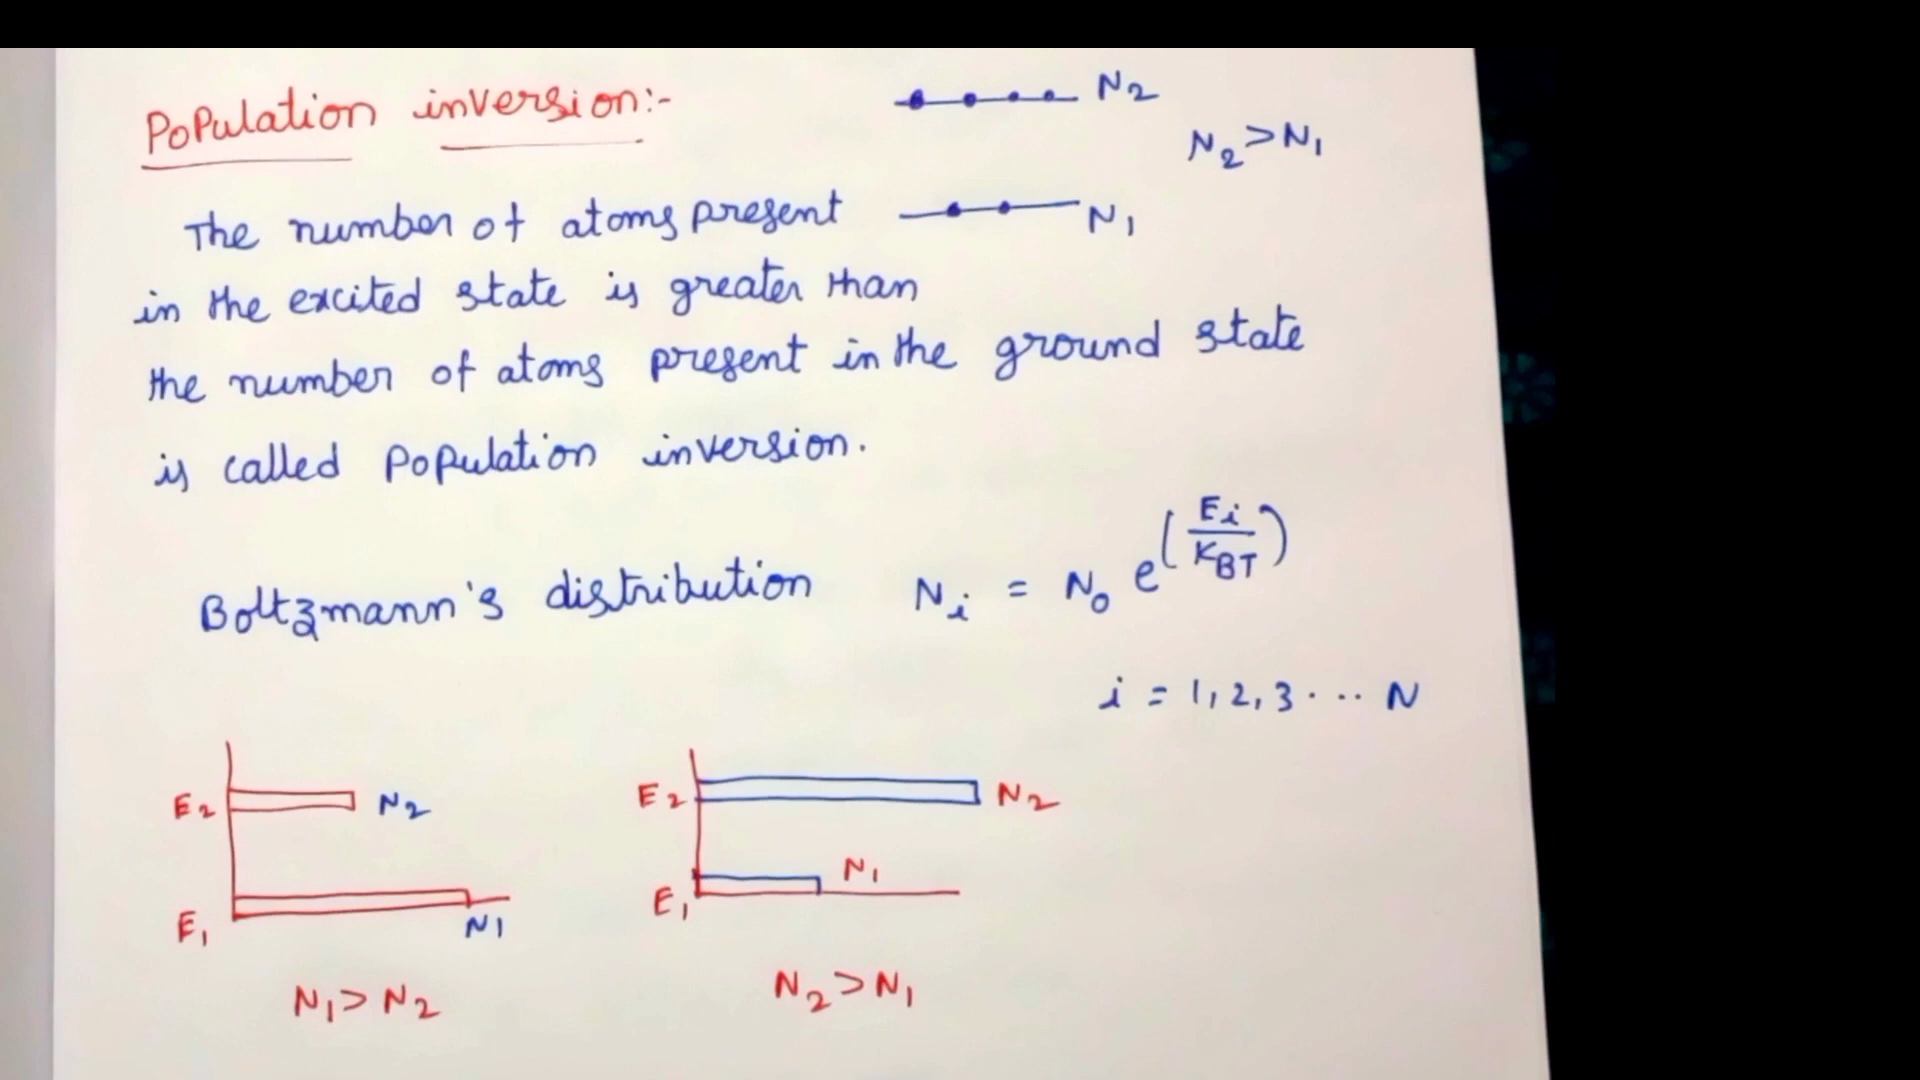 Population inversion:-
N2
N2 > N1
The number of atoms present
N1
in the excited state is greater than
the number of atoms present in the ground state
is called population inversion.
Boltzmann's distribution Ni = N0 e^(Ei/KBT)
i = 1, 2, 3 . . . N
E2 N2
E1 N1
N1 > N2
E2 N2
E1 N1
N2 > N1